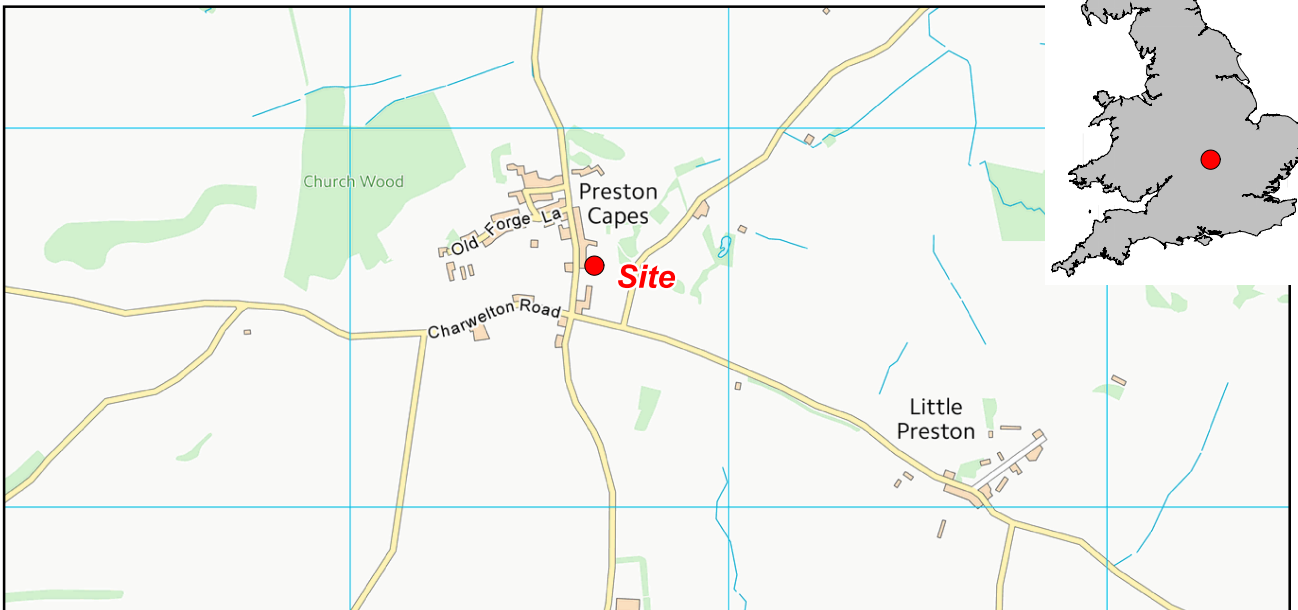 Church Wood
Preston
Capes
Old Forge La
Site
Charwelton Road
Little
Preston